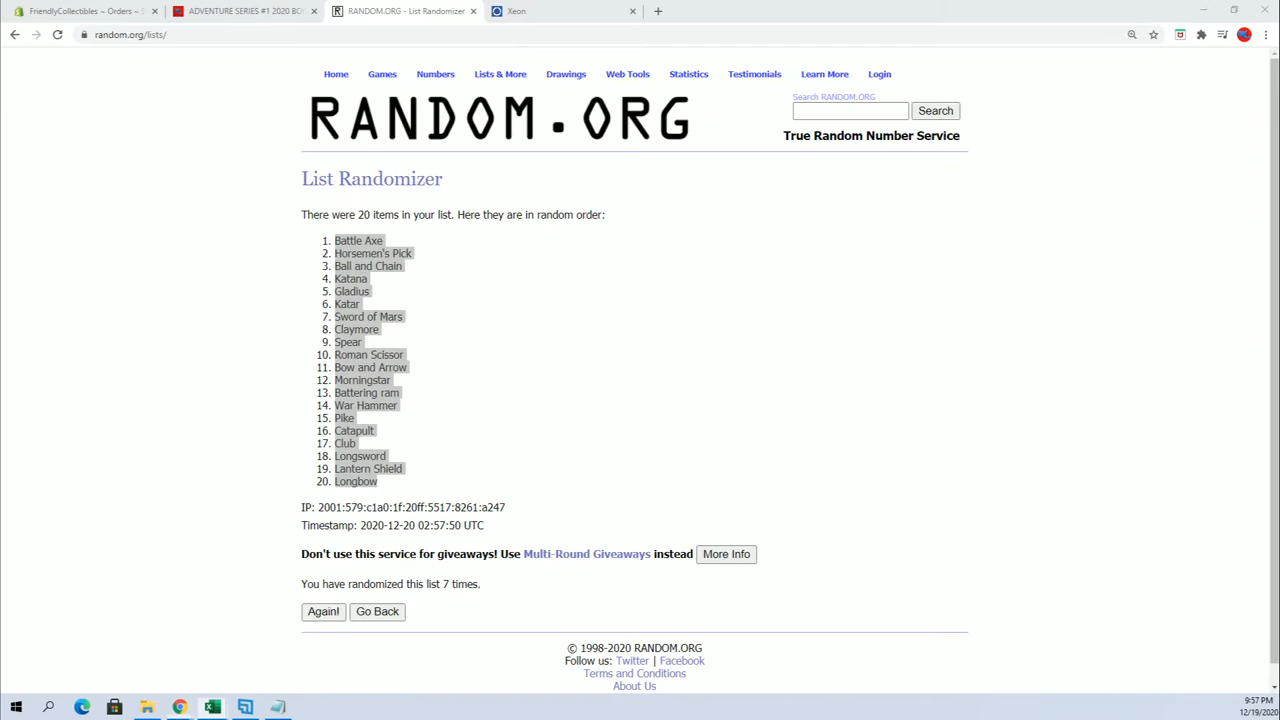 FriendlyCollectibles ~ Orders ~ S
ADVENTURE SERIES #1 2020 BO
RANDOM.ORG - List Randomizer
Xeon
random.org/lists/
Home Games Numbers Lists & More Drawings Web Tools Statistics Testimonials Learn More Login
RANDOM.ORG
Search RANDOM.ORG
Search
True Random Number Service
List Randomizer
There were 20 items in your list. Here they are in random order:
1. Battle Axe
2. Horsemen's Pick
3. Ball and Chain
4. Katana
5. Gladius
6. Katar
7. Sword of Mars
8. Claymore
9. Spear
10. Roman Scissor
11. Bow and Arrow
12. Morningstar
13. Battering ram
14. War Hammer
15. Pike
16. Catapult
17. Club
18. Longsword
19. Lantern Shield
20. Longbow
IP: 2001:579:c1a0:1f:20ff:5517:8261:a247
Timestamp: 2020-12-20 02:57:50 UTC
Don't use this service for giveaways! Use Multi-Round Giveaways instead More Info
You have randomized this list 7 times.
Again! Go Back
© 1998-2020 RANDOM.ORG
Follow us: Twitter | Facebook
Terms and Conditions
About Us
9:57 PM
12/19/2020